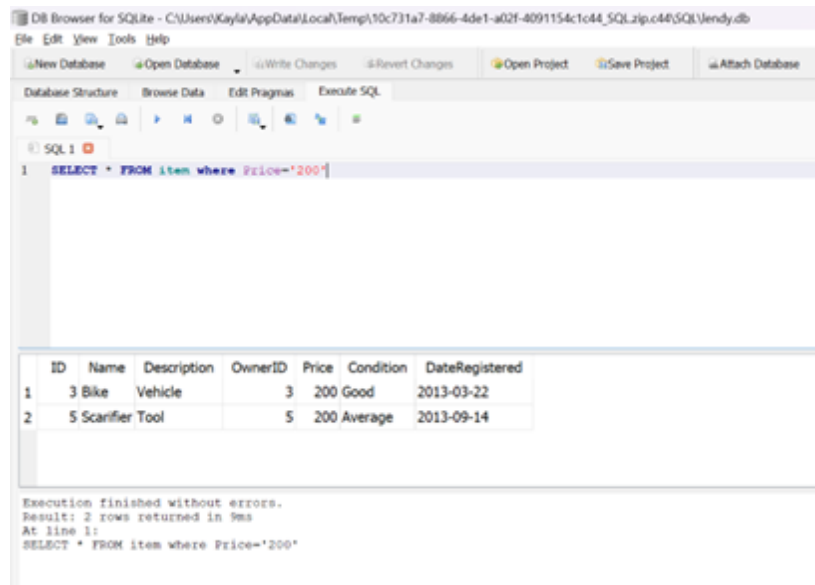 DB Browser for SQLite - C:\Users\Kayla\AppData\Local\Temp\10c731a7-8866-4de1-a02f-4091154c1c44_SQL.zip.c44\SQL\lendy.db
File Edit View Tools Help
New Database Open Database Write Changes Revert Changes Open Project Save Project Attach Database
Database Structure Browse Data Edit Pragmas Execute SQL
SQL 1
1 SELECT * FROM item where Price="200"
ID Name Description OwnerID Price Condition DateRegistered
1 3 Bike Vehicle 3 200 Good 2013-03-22
2 5 Scarifier Tool 5 200 Average 2013-09-14
Execution finished without errors.
Result: 2 rows returned in 9ms
At line 1:
SELECT * FROM item where Price="200"